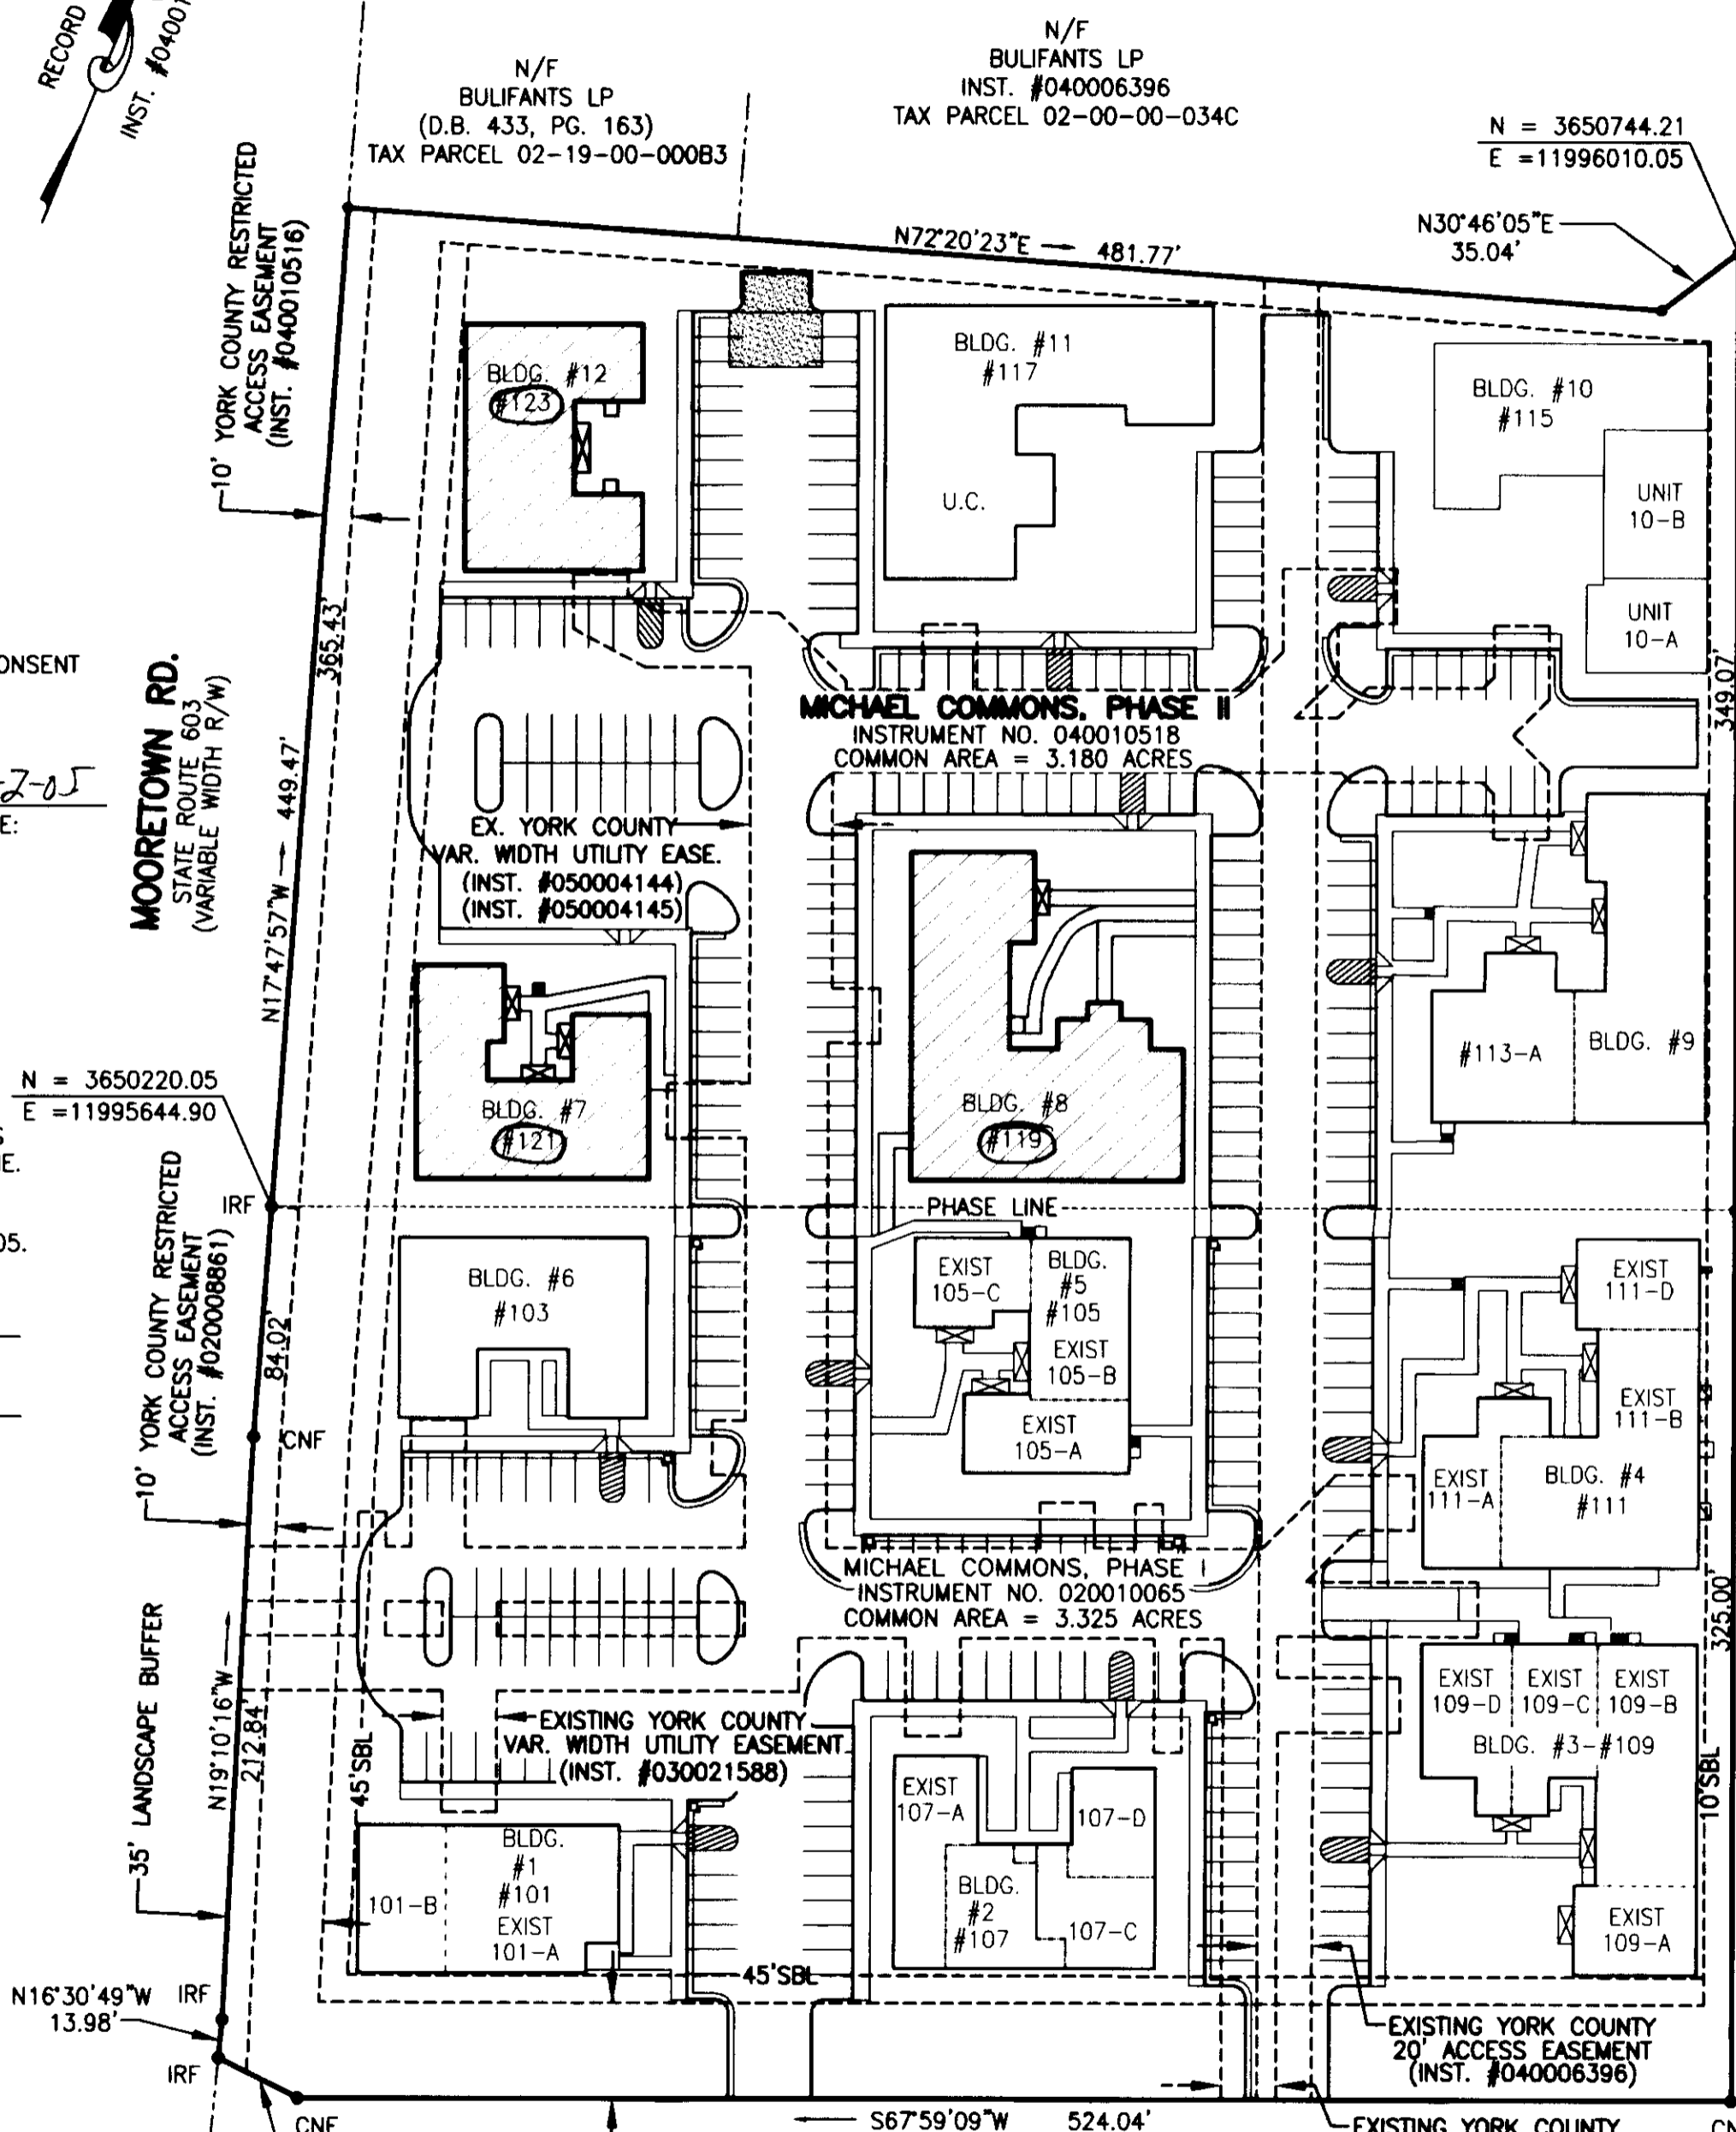 RECORD
INST. #04001
N/F
BULIFANTS LP
(D.B. 433, PG. 163)
TAX PARCEL 02-19-00-000B3
N/F
BULIFANTS LP
INST. #040006396
TAX PARCEL 02-00-00-034C
N = 3650744.21
E =11996010.05
N30°46'05"E
35.04'
N72°20'23"E
481.77'
10' YORK COUNTY RESTRICTED
ACCESS EASEMENT
(INST. #040010516)
BLDG. #12
#123
BLDG. #11
#117
U.C.
BLDG. #10
#115
UNIT
10-B
UNIT
10-A
365.43'
349.07'
ONSENT
2-05
E:
MOORETOWN RD.
STATE ROUTE 603
(VARIABLE WIDTH R/W)
N17°47'57"W
449.47'
MICHAEL COMMONS, PHASE II
INSTRUMENT NO. 040010518
COMMON AREA = 3.180 ACRES
EX. YORK COUNTY
VAR. WIDTH UTILITY EASE.
(INST. #050004144)
(INST. #050004145)
BLDG. #7
#121
BLDG. #8
#119
#113-A
BLDG. #9
N = 3650220.05
E =11995644.90
E.
05.
IRF
PHASE LINE
10' YORK COUNTY RESTRICTED
ACCESS EASEMENT
(INST. #020008861)
84.02'
CNF
BLDG. #6
#103
EXIST
105-C
BLDG.
#5
#105
EXIST
105-B
EXIST
105-A
EXIST
111-D
EXIST
111-B
EXIST
111-A
BLDG. #4
#111
MICHAEL COMMONS, PHASE I
INSTRUMENT NO. 020010065
COMMON AREA = 3.325 ACRES
325.00'
35' LANDSCAPE BUFFER
N19°10'16"W
212.84'
45'SBL
EXISTING YORK COUNTY
VAR. WIDTH UTILITY EASEMENT
(INST. #030021588)
EXIST
109-D
EXIST
109-C
EXIST
109-B
BLDG. #3-#109
EXIST
109-A
10'SBL
EXIST
107-A
107-D
BLDG.
#2
#107
107-C
101-B
BLDG.
#1
#101
EXIST
101-A
45'SBL
N16°30'49"W
13.98'
IRF
IRF
CNF
EXISTING YORK COUNTY
20' ACCESS EASEMENT
(INST. #040006396)
S67°59'09"W
524.04'
EXISTING YORK COUNTY
CN